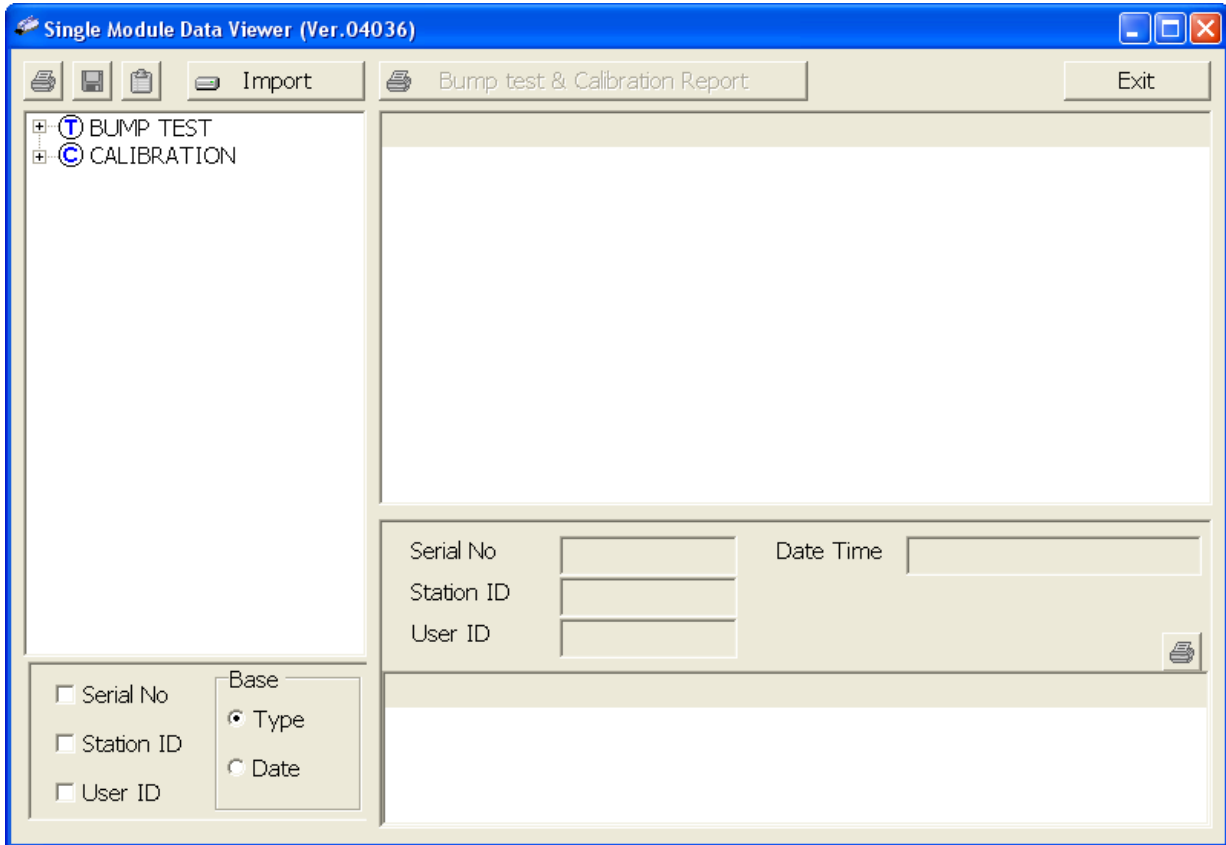 Single Module Data Viewer (Ver.04036)
Import
Bump test & Calibration Report
Exit
T BUMP TEST
C CALIBRATION
Serial No
Date Time
Station ID
User ID
Serial No
Station ID
User ID
Base
Type
Date